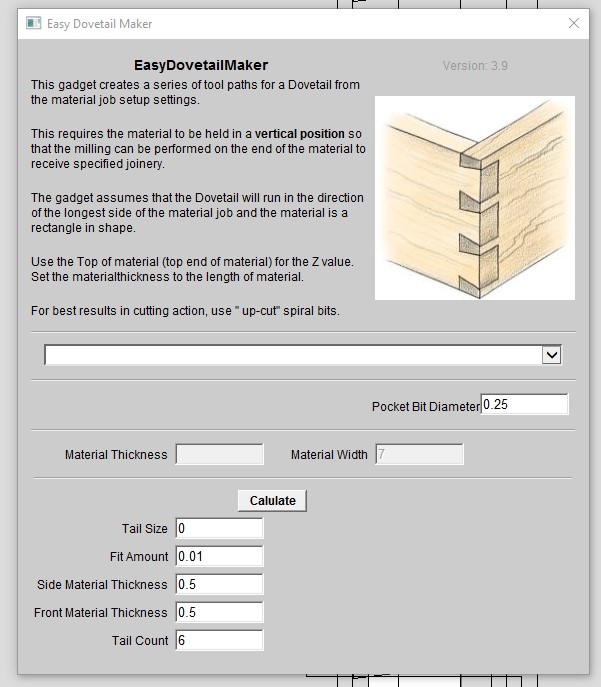 Easy Dovetail Maker
EasyDovetailMaker
Version: 3.9
This gadget creates a series of tool paths for a Dovetail from
the material job setup settings.
This requires the material to be held in a vertical position so
that the milling can be performed on the end of the material to
receive specified joinery.
The gadget assumes that the Dovetail will run in the direction
of the longest side of the material job and the material is a
rectangle in shape.
Use the Top of material (top end of material) for the Z value.
Set the materialthickness to the length of material.
For best results in cutting action, use " up-cut" spiral bits.
Pocket Bit Diameter 0.25
Material Thickness Material Width 7
Calulate
Tail Size 0
Fit Amount 0.01
Side Material Thickness 0.5
Front Material Thickness 0.5
Tail Count 6